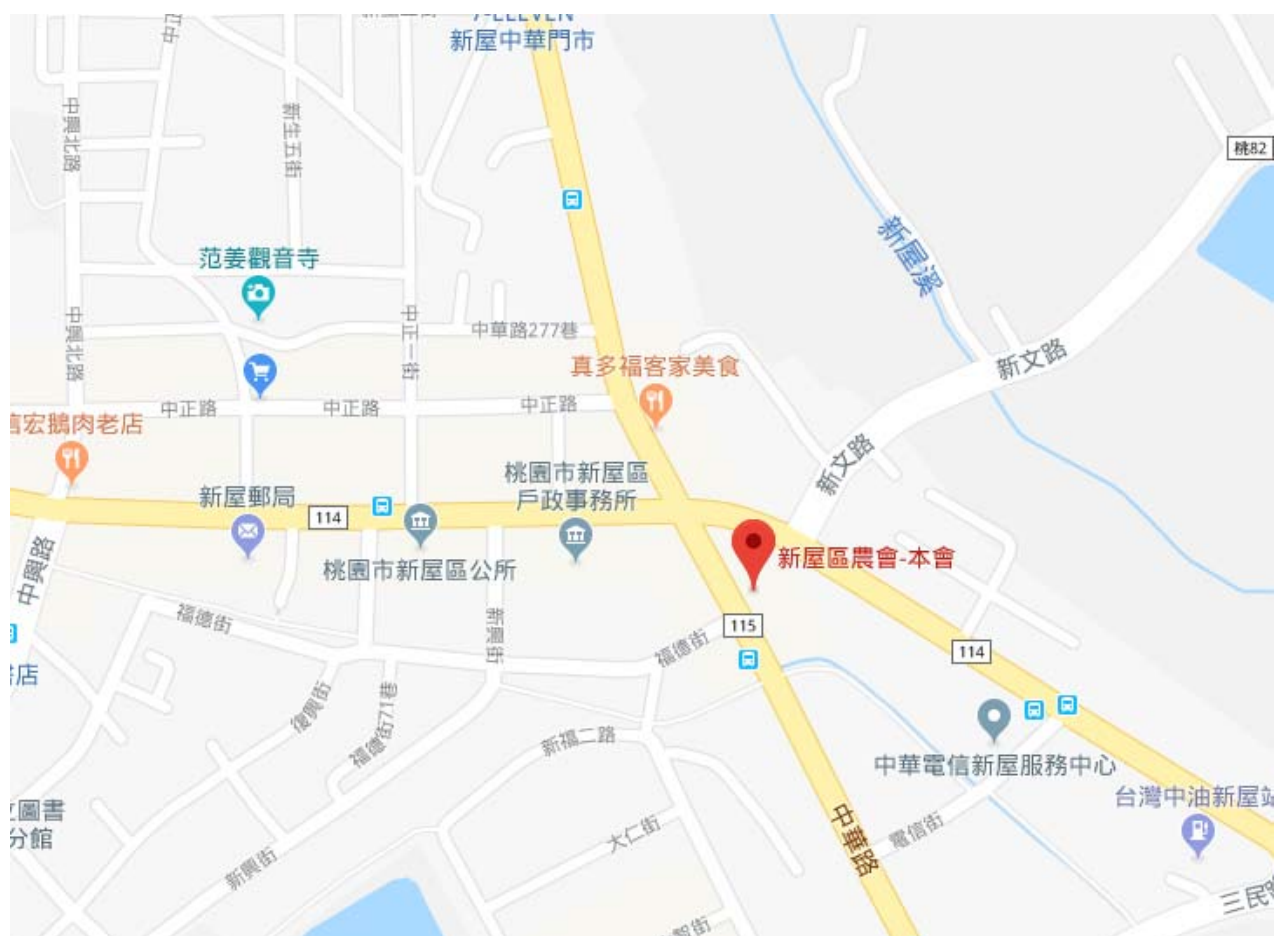 7-ELEVEN
新屋中華門市
新生五街
中興北路
桃82
范姜觀音寺
新屋溪
中興北路
中正一街
中華路277巷
新文路
真多福客家美食
中正路
中正路
中正路
信宏鵝肉老店
新文路
桃園市新屋區
戶政事務所
新屋郵局
114
桃園市新屋區公所
新屋區農會-本會
中興路
福德街
新興街
115
福德街
114
店
復興街
福德街71巷
新福二路
中華電信新屋服務中心
圖書
分館
台灣中油新屋站
大仁街
中華路
電信街
新興街
三民路
智街